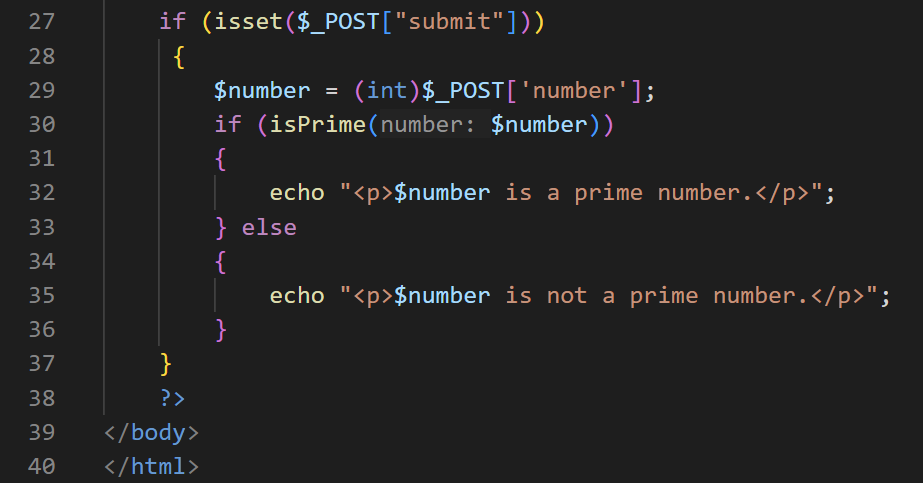 27 if (isset($_POST["submit"]))
28 {
29 $number = (int)$_POST['number'];
30 if (isPrime(number: $number))
31 {
32 echo "<p>$number is a prime number.</p>";
33 } else
34 {
35 echo "<p>$number is not a prime number.</p>";
36 }
37 }
38 ?>
39 </body>
40 </html>